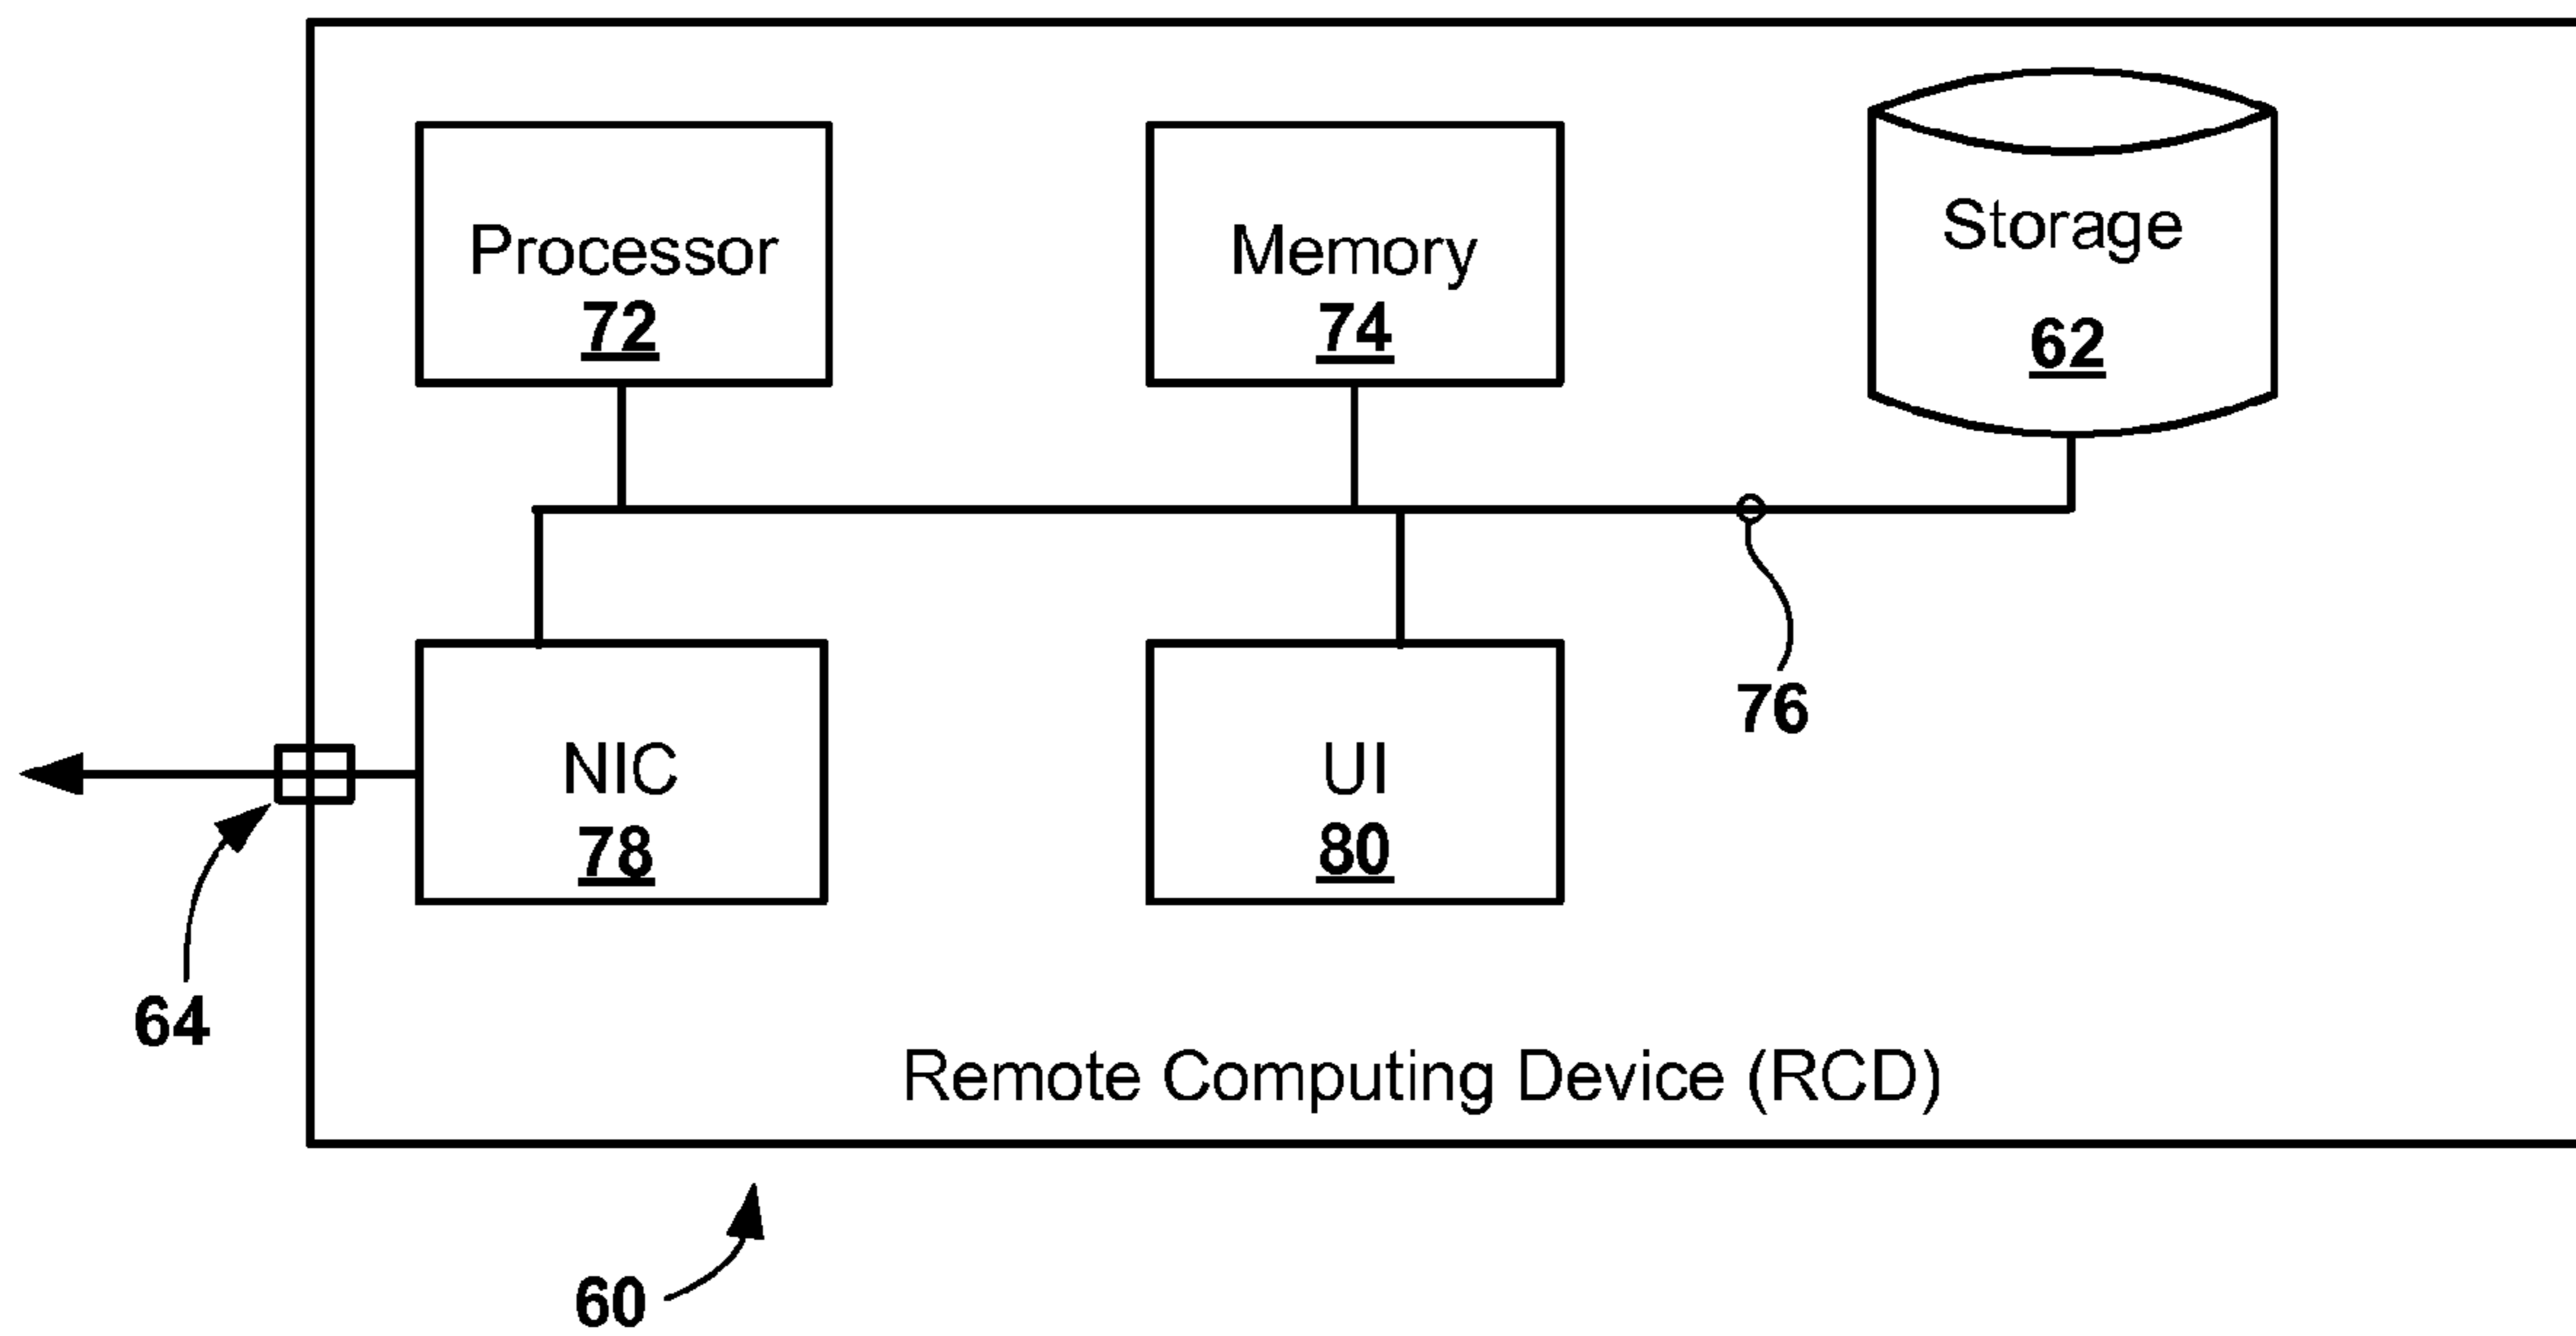 Processor
72
Memory
74
Storage
62
76
NIC
78
UI
80
64
Remote Computing Device (RCD)
60